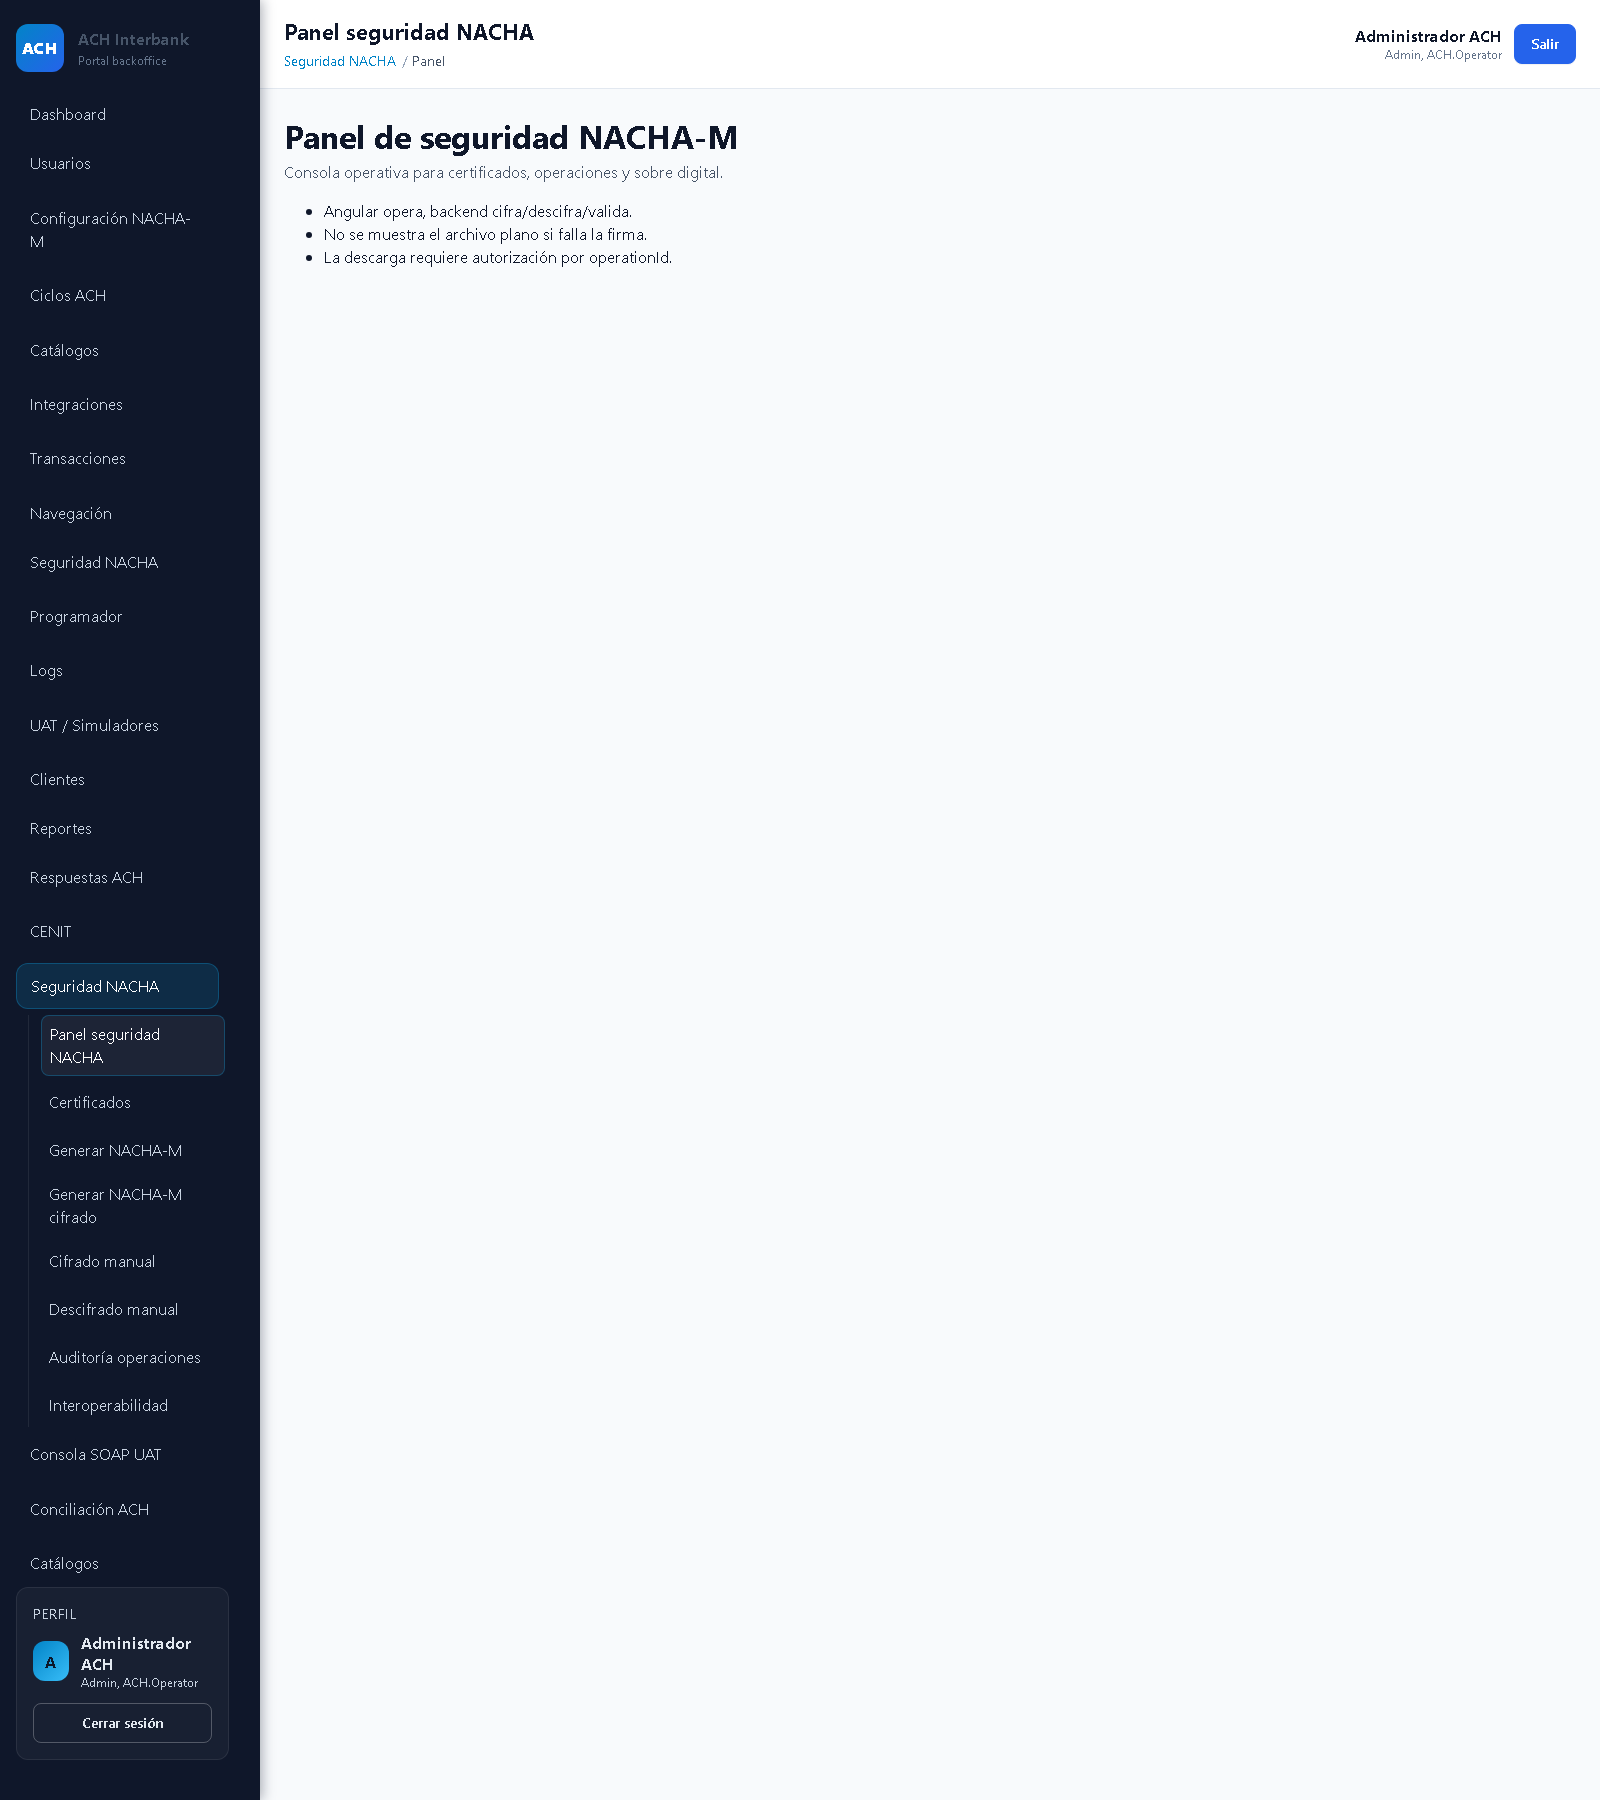 ACH
ACH Interbank
Portal backoffice
Dashboard
Usuarios
Configuración NACHA-
M
Ciclos ACH
Catálogos
Integraciones
Transacciones
Navegación
Seguridad NACHA
Programador
Logs
UAT / Simuladores
Clientes
Reportes
Respuestas ACH
CENIT
Seguridad NACHA
Panel seguridad
NACHA
Certificados
Generar NACHA-M
Generar NACHA-M
cifrado
Cifrado manual
Descifrado manual
Auditoría operaciones
Interoperabilidad
Consola SOAP UAT
Conciliación ACH
Catálogos
PERFIL
A
Administrador
ACH
Admin, ACH.Operator
Cerrar sesión
Panel seguridad NACHA
Seguridad NACHA / Panel
Administrador ACH
Admin, ACH.Operator
Salir
Panel de seguridad NACHA-M
Consola operativa para certificados, operaciones y sobre digital.
• Angular opera, backend cifra/descifra/valida.
• No se muestra el archivo plano si falla la firma.
• La descarga requiere autorización por operationId.